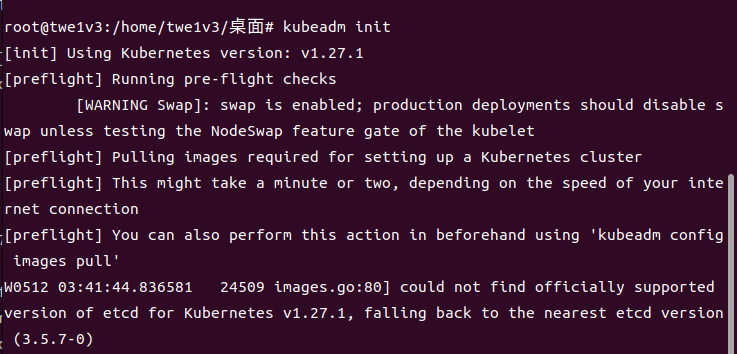 root@twe1v3:/home/twe1v3/桌面# kubeadm init
[init] Using Kubernetes version: v1.27.1
[preflight] Running pre-flight checks
        [WARNING Swap]: swap is enabled; production deployments should disable s
wap unless testing the NodeSwap feature gate of the kubelet
[preflight] Pulling images required for setting up a Kubernetes cluster
[preflight] This might take a minute or two, depending on the speed of your inte
rnet connection
[preflight] You can also perform this action in beforehand using 'kubeadm config
 images pull'
W0512 03:41:44.836581   24509 images.go:80] could not find officially supported
version of etcd for Kubernetes v1.27.1, falling back to the nearest etcd version
 (3.5.7-0)